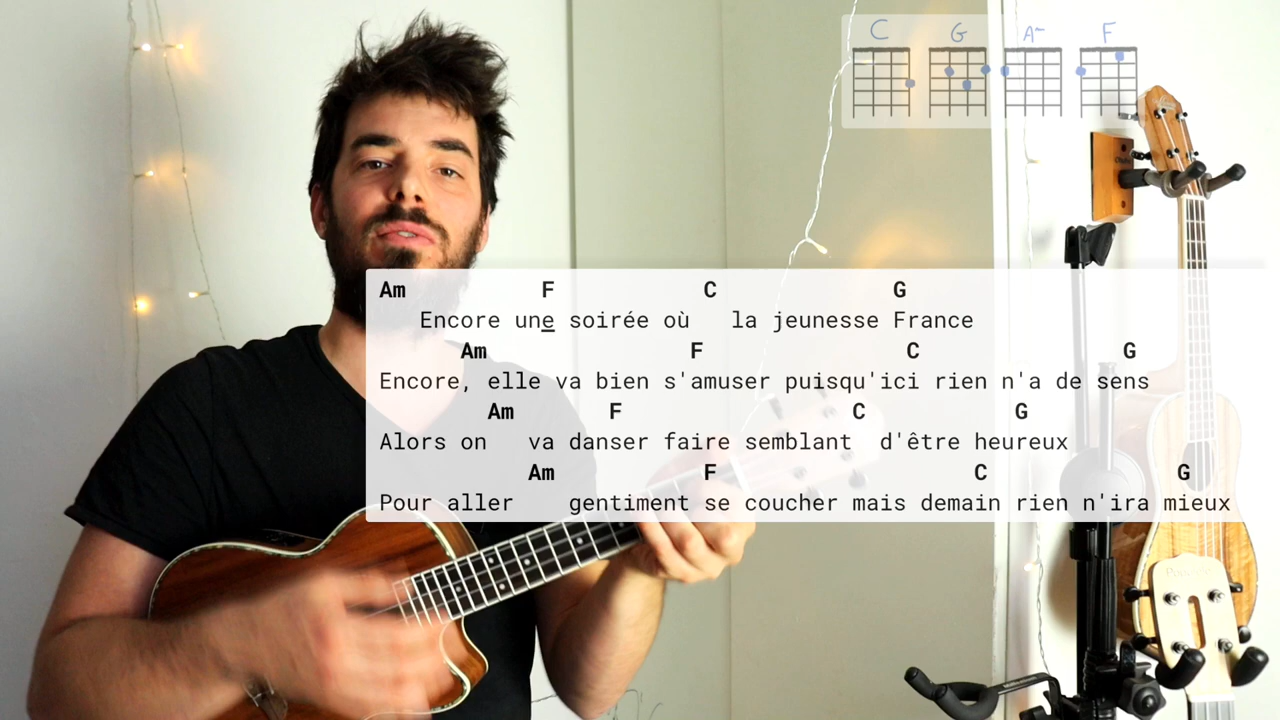 C G Am F
Am F C G
Encore une soirée où la jeunesse France
Am F C G
Encore, elle va bien s'amuser puisqu'ici rien n'a de sens
Am F C G
Alors on va danser faire semblant d'être heureux
Am F C G
Pour aller gentiment se coucher mais demain rien n'ira mieux